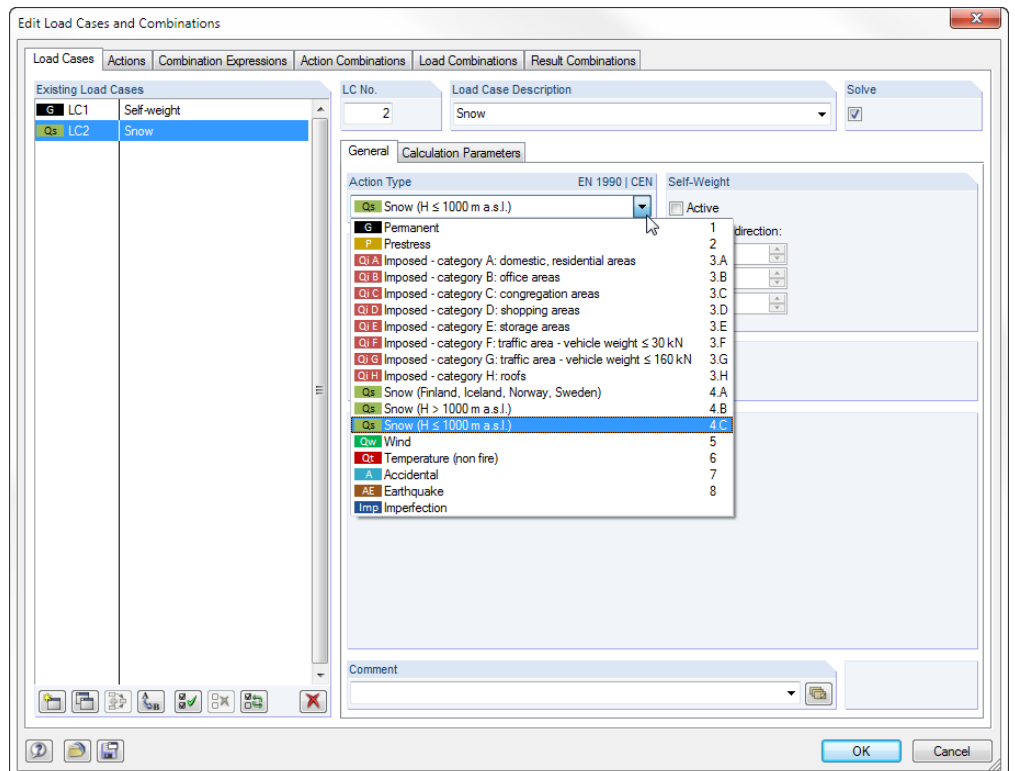 Edit Load Cases and Combinations
Load Cases Actions Combination Expressions Action Combinations Load Combinations Result Combinations
Existing Load Cases
G LC1 Self-weight
Qs LC2 Snow
LC No.
2
Load Case Description
Snow
Solve
General Calculation Parameters
Action Type EN 1990 | CEN
Qs Snow (H ≤ 1000 m a.s.l.)
G Permanent 1
P Prestress 2
Qi A Imposed - category A: domestic, residential areas 3.A
Qi B Imposed - category B: office areas 3.B
Qi C Imposed - category C: congregation areas 3.C
Qi D Imposed - category D: shopping areas 3.D
Qi E Imposed - category E: storage areas 3.E
Qi F Imposed - category F: traffic area - vehicle weight ≤ 30 kN 3.F
Qi G Imposed - category G: traffic area - vehicle weight ≤ 160 kN 3.G
Qi H Imposed - category H: roofs 3.H
Qs Snow (Finland, Iceland, Norway, Sweden) 4.A
Qs Snow (H > 1000 m a.s.l.) 4.B
Qs Snow (H ≤ 1000 m a.s.l.) 4.C
Qw Wind 5
Qt Temperature (non fire) 6
A Accidental 7
AE Earthquake 8
Imp Imperfection
Self-Weight
Active
direction:
Comment
OK Cancel